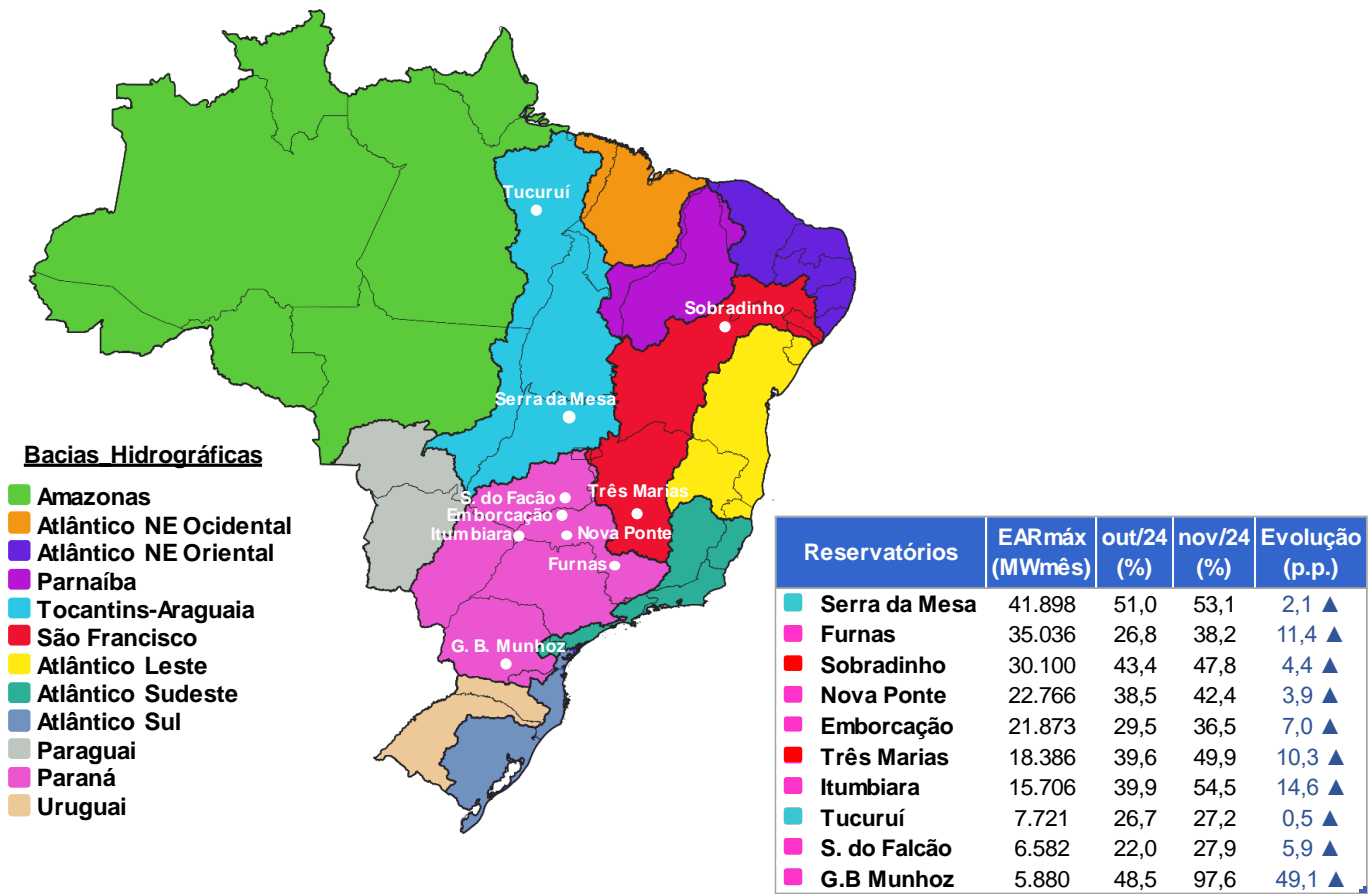 Tucuruí
Sobradinho
Serra da Mesa
S. do Facão
Três Marias
Emborcação
Itumbiara
Nova Ponte
Furnas
G. B. Munhoz
Bacias_Hidrográficas
Amazonas
Atlântico NE Ocidental
Atlântico NE Oriental
Parnaíba
Tocantins-Araguaia
São Francisco
Atlântico Leste
Atlântico Sudeste
Atlântico Sul
Paraguai
Paraná
Uruguai
Reservatórios EARmáx (MWmês) out/24 (%) nov/24 (%) Evolução (p.p.)
Serra da Mesa 41.898 51,0 53,1 2,1 ▲
Furnas 35.036 26,8 38,2 11,4 ▲
Sobradinho 30.100 43,4 47,8 4,4 ▲
Nova Ponte 22.766 38,5 42,4 3,9 ▲
Emborcação 21.873 29,5 36,5 7,0 ▲
Três Marias 18.386 39,6 49,9 10,3 ▲
Itumbiara 15.706 39,9 54,5 14,6 ▲
Tucuruí 7.721 26,7 27,2 0,5 ▲
S. do Falcão 6.582 22,0 27,9 5,9 ▲
G.B Munhoz 5.880 48,5 97,6 49,1 ▲